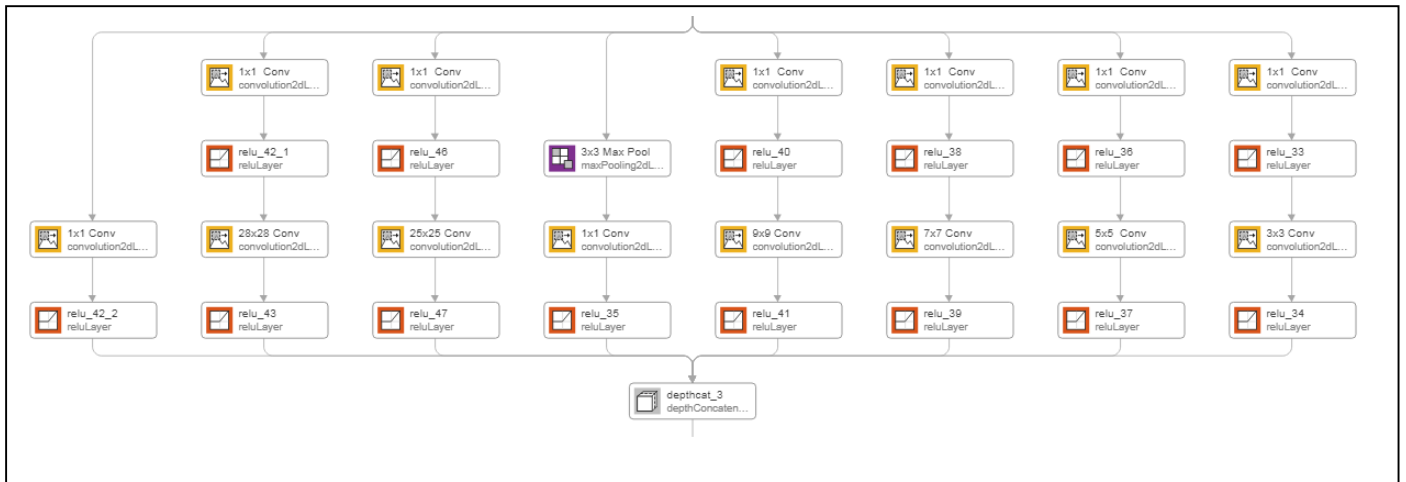 1x1 Conv
convolution2dL...
1x1 Conv
convolution2dL...
1x1 Conv
convolution2dL...
1x1 Conv
convolution2dL...
1x1 Conv
convolution2dL...
1x1 Conv
convolution2dL...
relu_42_1
reluLayer
relu_46
reluLayer
3x3 Max Pool
maxPooling2dL...
relu_40
reluLayer
relu_38
reluLayer
relu_36
reluLayer
relu_33
reluLayer
1x1 Conv
convolution2dL...
28x28 Conv
convolution2dL...
25x25 Conv
convolution2dL...
1x1 Conv
convolution2dL...
9x9 Conv
convolution2dL...
7x7 Conv
convolution2dL...
5x5 Conv
convolution2dL...
3x3 Conv
convolution2dL...
relu_42_2
reluLayer
relu_43
reluLayer
relu_47
reluLayer
relu_35
reluLayer
relu_41
reluLayer
relu_39
reluLayer
relu_37
reluLayer
relu_34
reluLayer
depthcat_3
depthConcaten...